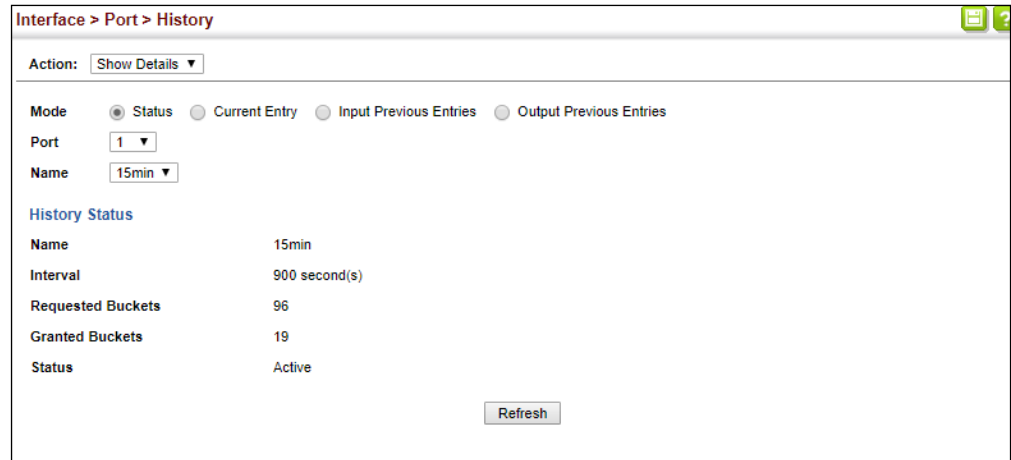 Interface > Port > History
?
Action: Show Details
Mode Status Current Entry Input Previous Entries Output Previous Entries
Port 1
Name 15min
History Status
Name 15min
Interval 900 second(s)
Requested Buckets 96
Granted Buckets 19
Status Active
Refresh